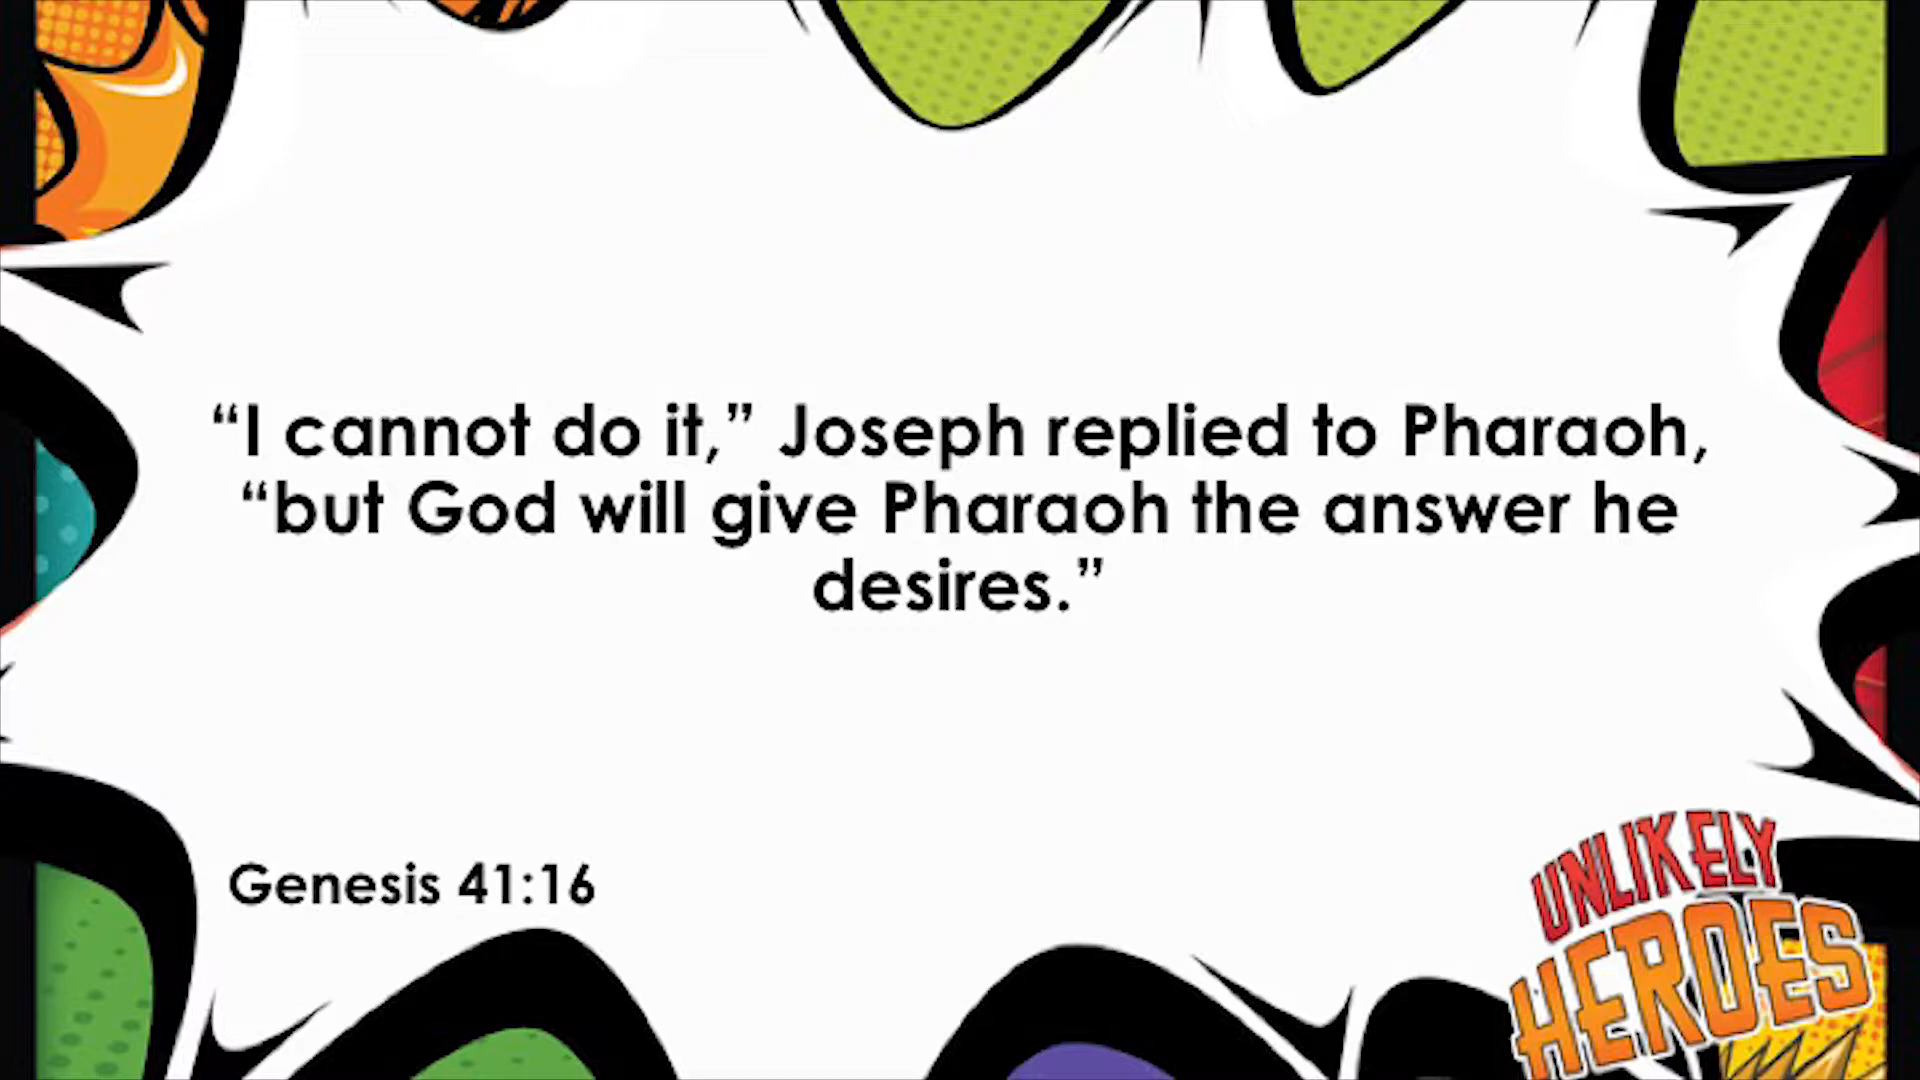 “I cannot do it,” Joseph replied to Pharaoh,
“but God will give Pharaoh the answer he
desires.”
Genesis 41:16
UNLIKELY
HEROES